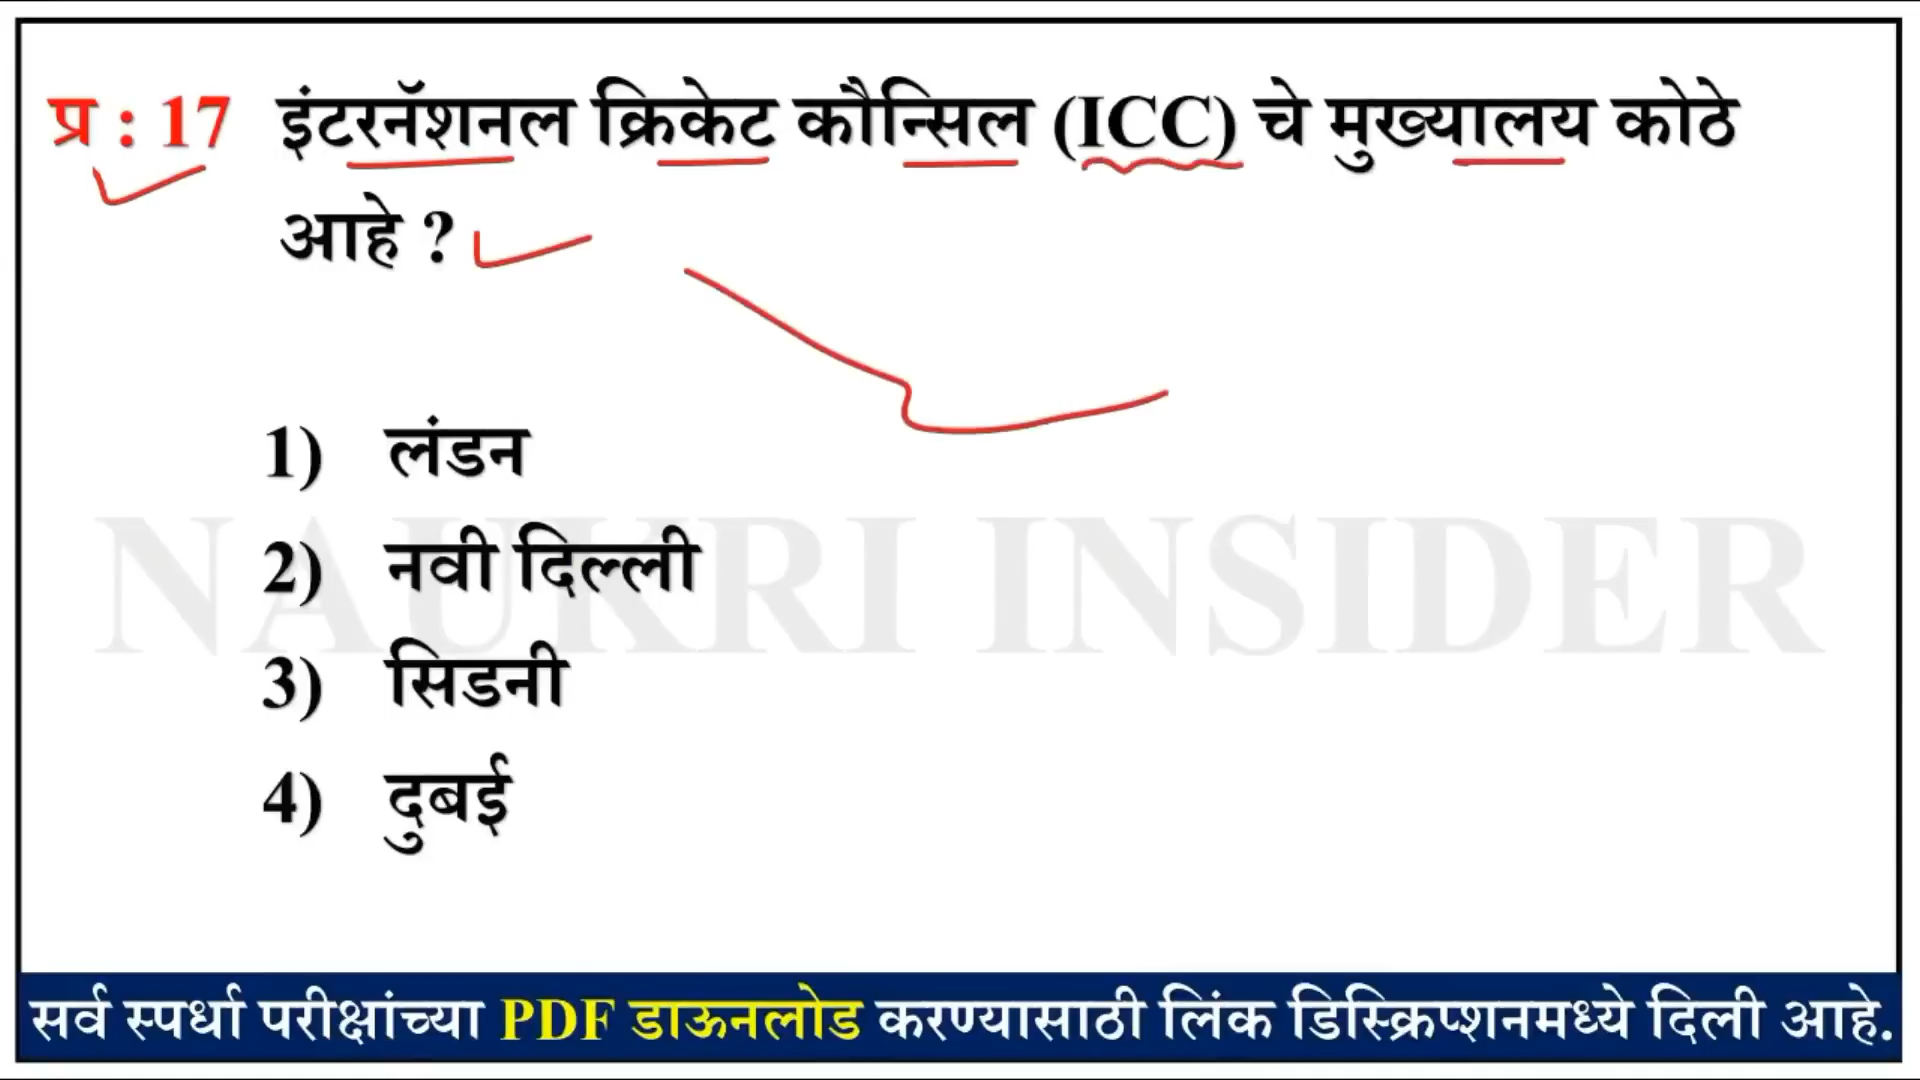 प्र : 17 इंटरनॅशनल क्रिकेट कौन्सिल (ICC) चे मुख्यालय कोठे
आहे ?
1) लंडन
2) नवी दिल्ली
3) सिडनी
4) दुबई
NAUKRI INSIDER
सर्व स्पर्धा परीक्षांच्या PDF डाऊनलोड करण्यासाठी लिंक डिस्क्रिप्शनमध्ये दिली आहे.